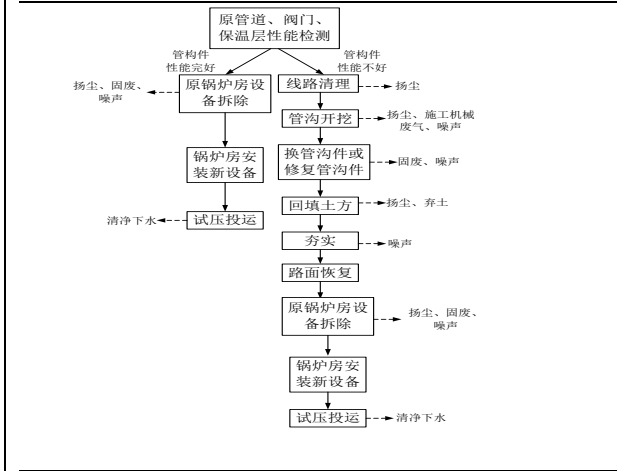 原管道、阀门、
保温层性能检测
管构件
性能完好
管构件
性能不好
扬尘、固废、
噪声
原锅炉房设
备拆除
线路清理
扬尘
管沟开挖
扬尘、施工机械
废气、噪声
锅炉房安
装新设备
换管沟件或
修复管沟件
固废、噪声
清净下水
试压投运
回填土方
扬尘、弃土
夯实
噪声
路面恢复
原锅炉房设
备拆除
扬尘、固废、
噪声
锅炉房安
装新设备
试压投运
清净下水